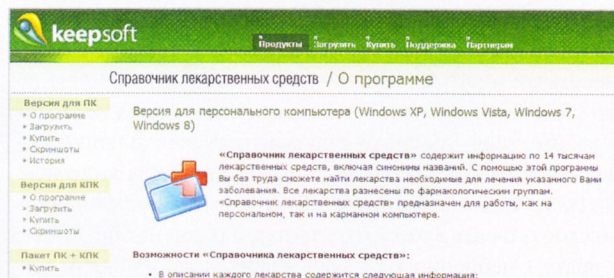 keepsoft
Продукты Загрузить Купить Поддержка Партнерам
Справочник лекарственных средств / О программе
Версия для ПК
О программе
Загрузить
Купить
Скриншоты
История
Версия для КПК
О программе
Загрузить
Купить
Скриншоты
Пакет ПК + КПК
Купить
Версия для персонального компьютера (Windows XP, Windows Vista, Windows 7,
Windows 8)
«Справочник лекарственных средств» содержит информацию по 14 тысячам
лекарственных средств, включая синонимы названий. С помощью этой программы
Вы без труда сможете найти лекарства необходимые для лечения указанного Вами
заболевания. Все лекарства разнесены по фармакологическим группам.
«Справочник лекарственных средств» предназначен для работы, как на
персональном, так и на карманном компьютере.
Возможности «Справочника лекарственных средств»:
• В описании каждого лекарства содержится следующая информация: